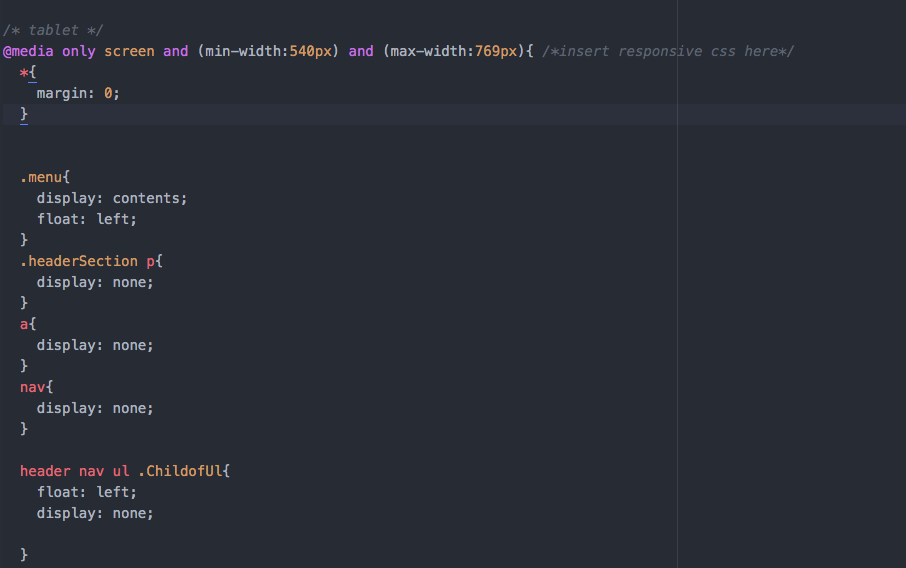 /* tablet */
@media only screen and (min-width:540px) and (max-width:769px){ /*insert responsive css here*/
  *{
    margin: 0;
  }
  .menu{
    display: contents;
    float: left;
  }
  .headerSection p{
    display: none;
  }
  a{
    display: none;
  }
  nav{
    display: none;
  }
  header nav ul .ChildofUl{
    float: left;
    display: none;
  }